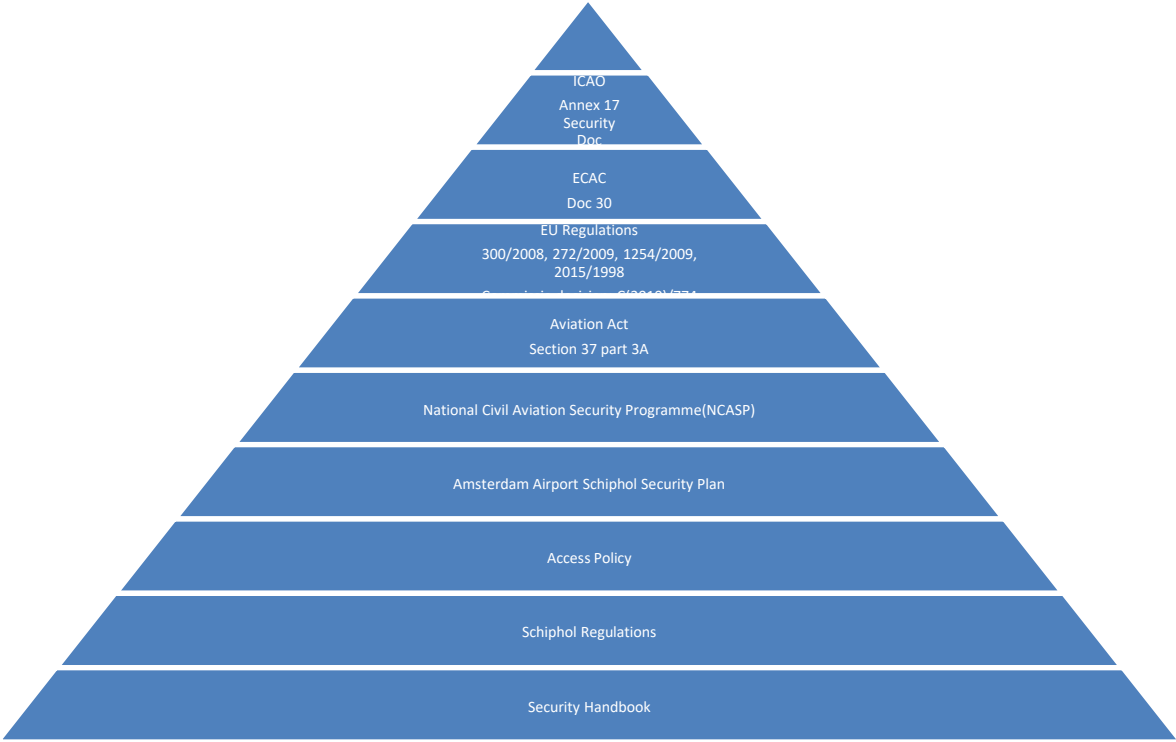 ICAO
Annex 17
Security
Doc
ECAC
Doc 30
EU Regulations
300/2008, 272/2009, 1254/2009,
2015/1998
Aviation Act
Section 37 part 3A
National Civil Aviation Security Programme(NCASP)
Amsterdam Airport Schiphol Security Plan
Access Policy
Schiphol Regulations
Security Handbook